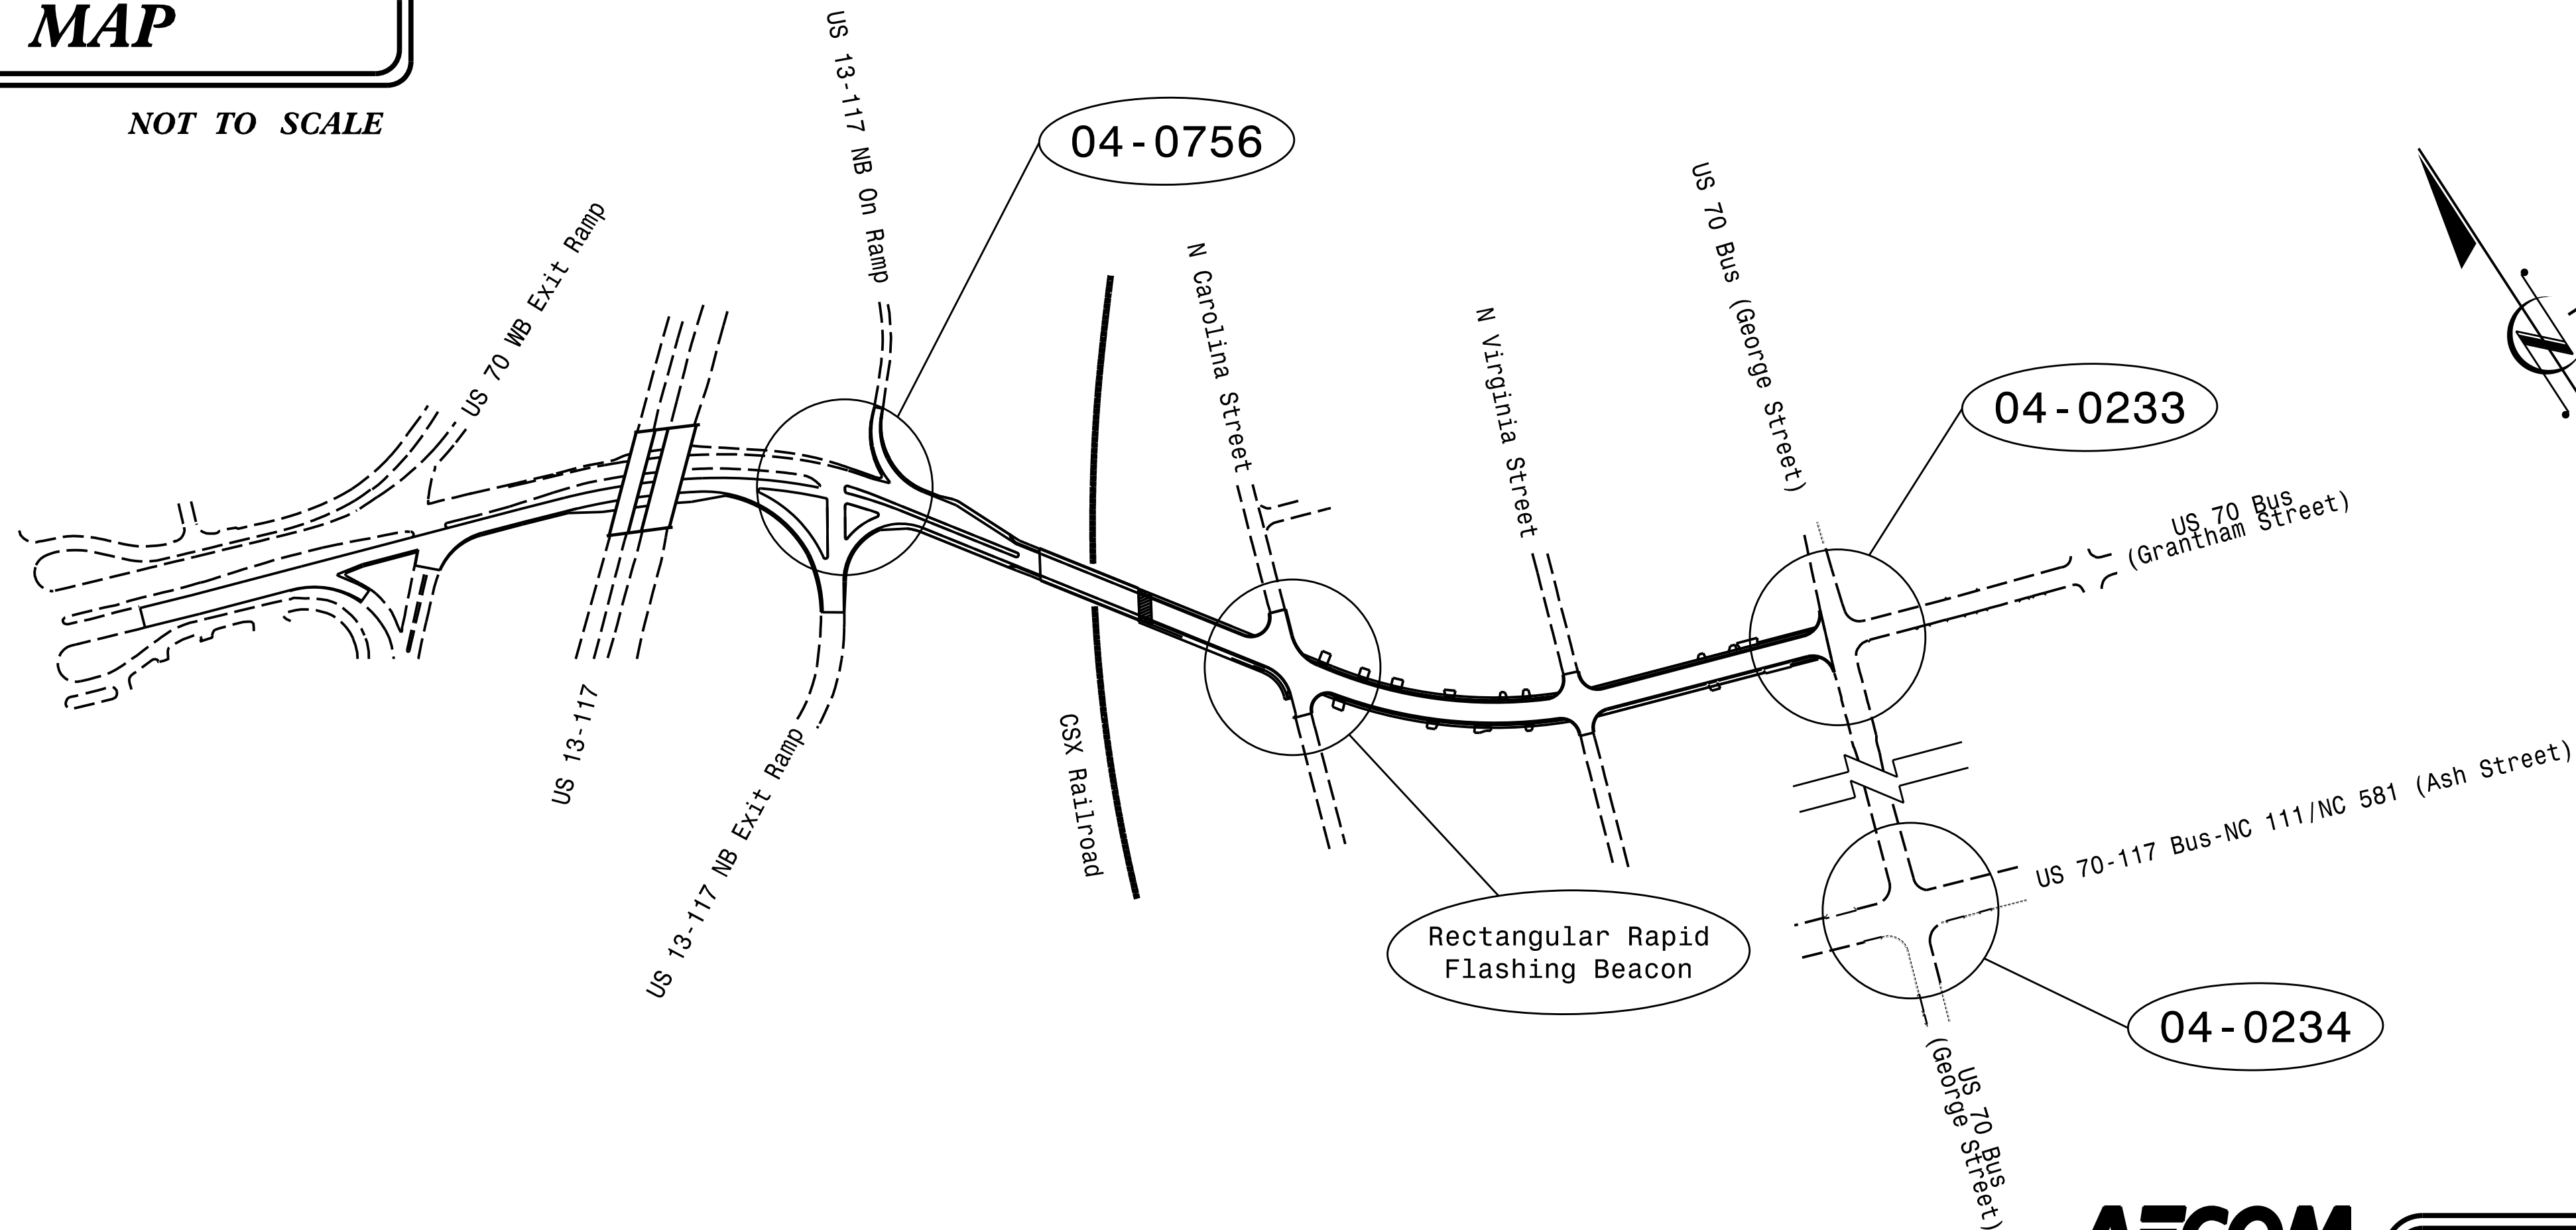 MAP
NOT TO SCALE
US 13-117 NB On Ramp
04-0756
US 70 WB Exit Ramp
N Carolina Street
N Virginia Street
US 70 Bus (George Street)
04-0233
US 70 Bus
(Grantham Street)
N
US 13-117
US 13-117 NB Exit Ramp
CSX Railroad
Rectangular Rapid
Flashing Beacon
US 70-117 Bus-NC 111/NC 581 (Ash Street)
04-0234
US 70 Bus
(George Street)
AECOM